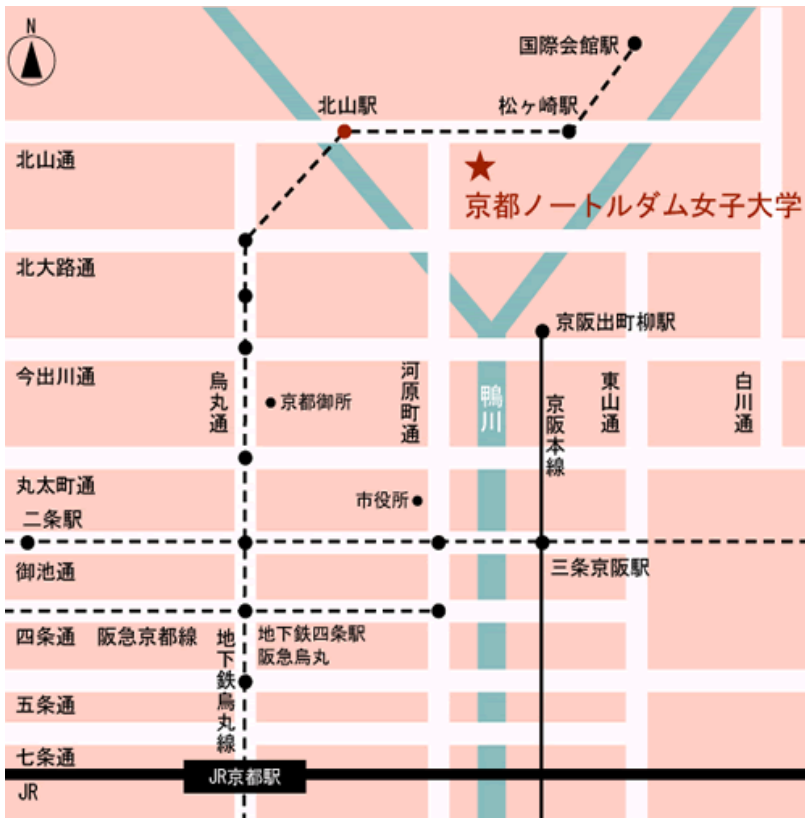 N
国際会館駅
北山駅
松ヶ崎駅
北山通
京都ノートルダム女子大学
北大路通
京阪出町柳駅
今出川通
烏丸通
京都御所
河原町通
鴨川
京阪本線
東山通
白川通
丸太町通
市役所
二条駅
御池通
三条京阪駅
四条通
阪急京都線
地下鉄烏丸線
地下鉄四条駅
阪急烏丸
五条通
七条通
JR京都駅
JR